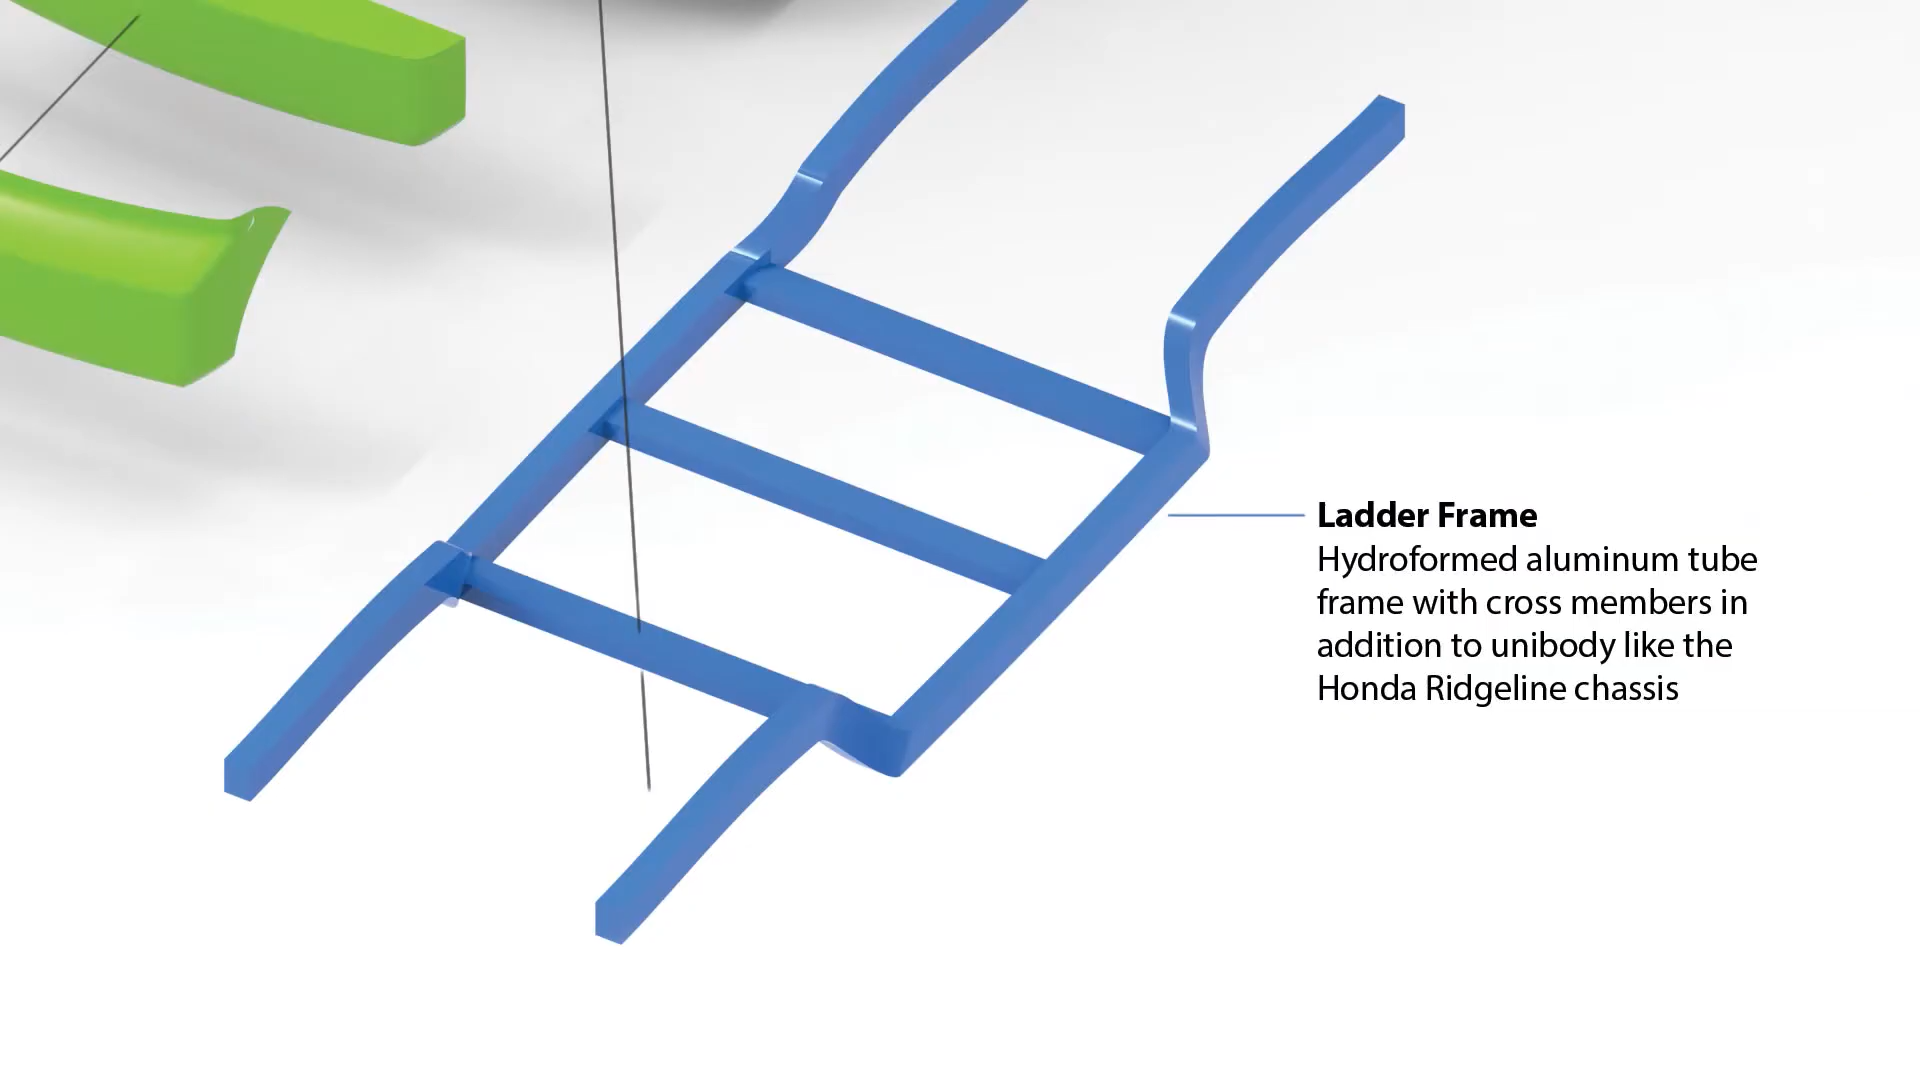 Ladder Frame
Hydroformed aluminum tube
frame with cross members in
addition to unibody like the
Honda Ridgeline chassis